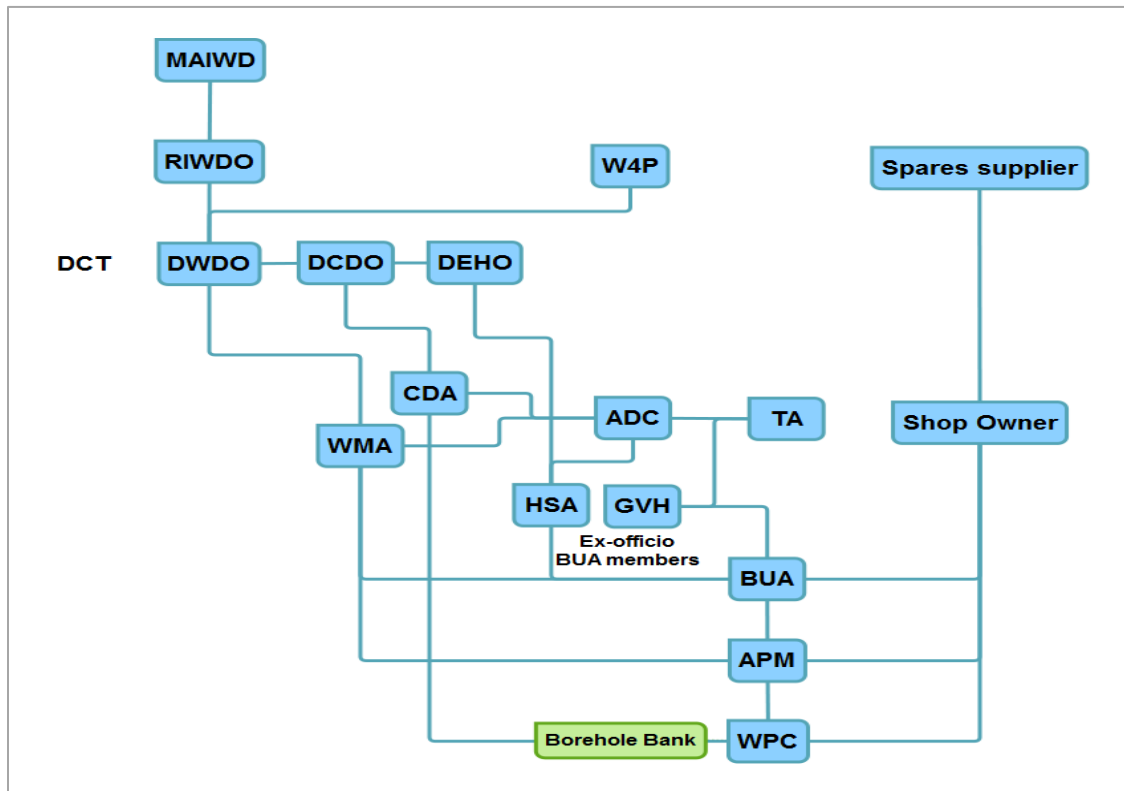 MAIWD
RIWDO
W4P
Spares supplier
DCT
DWDO
DCDO
DEHO
CDA
ADC
TA
Shop Owner
WMA
HSA
GVH
Ex-officio
BUA members
BUA
APM
Borehole Bank
WPC